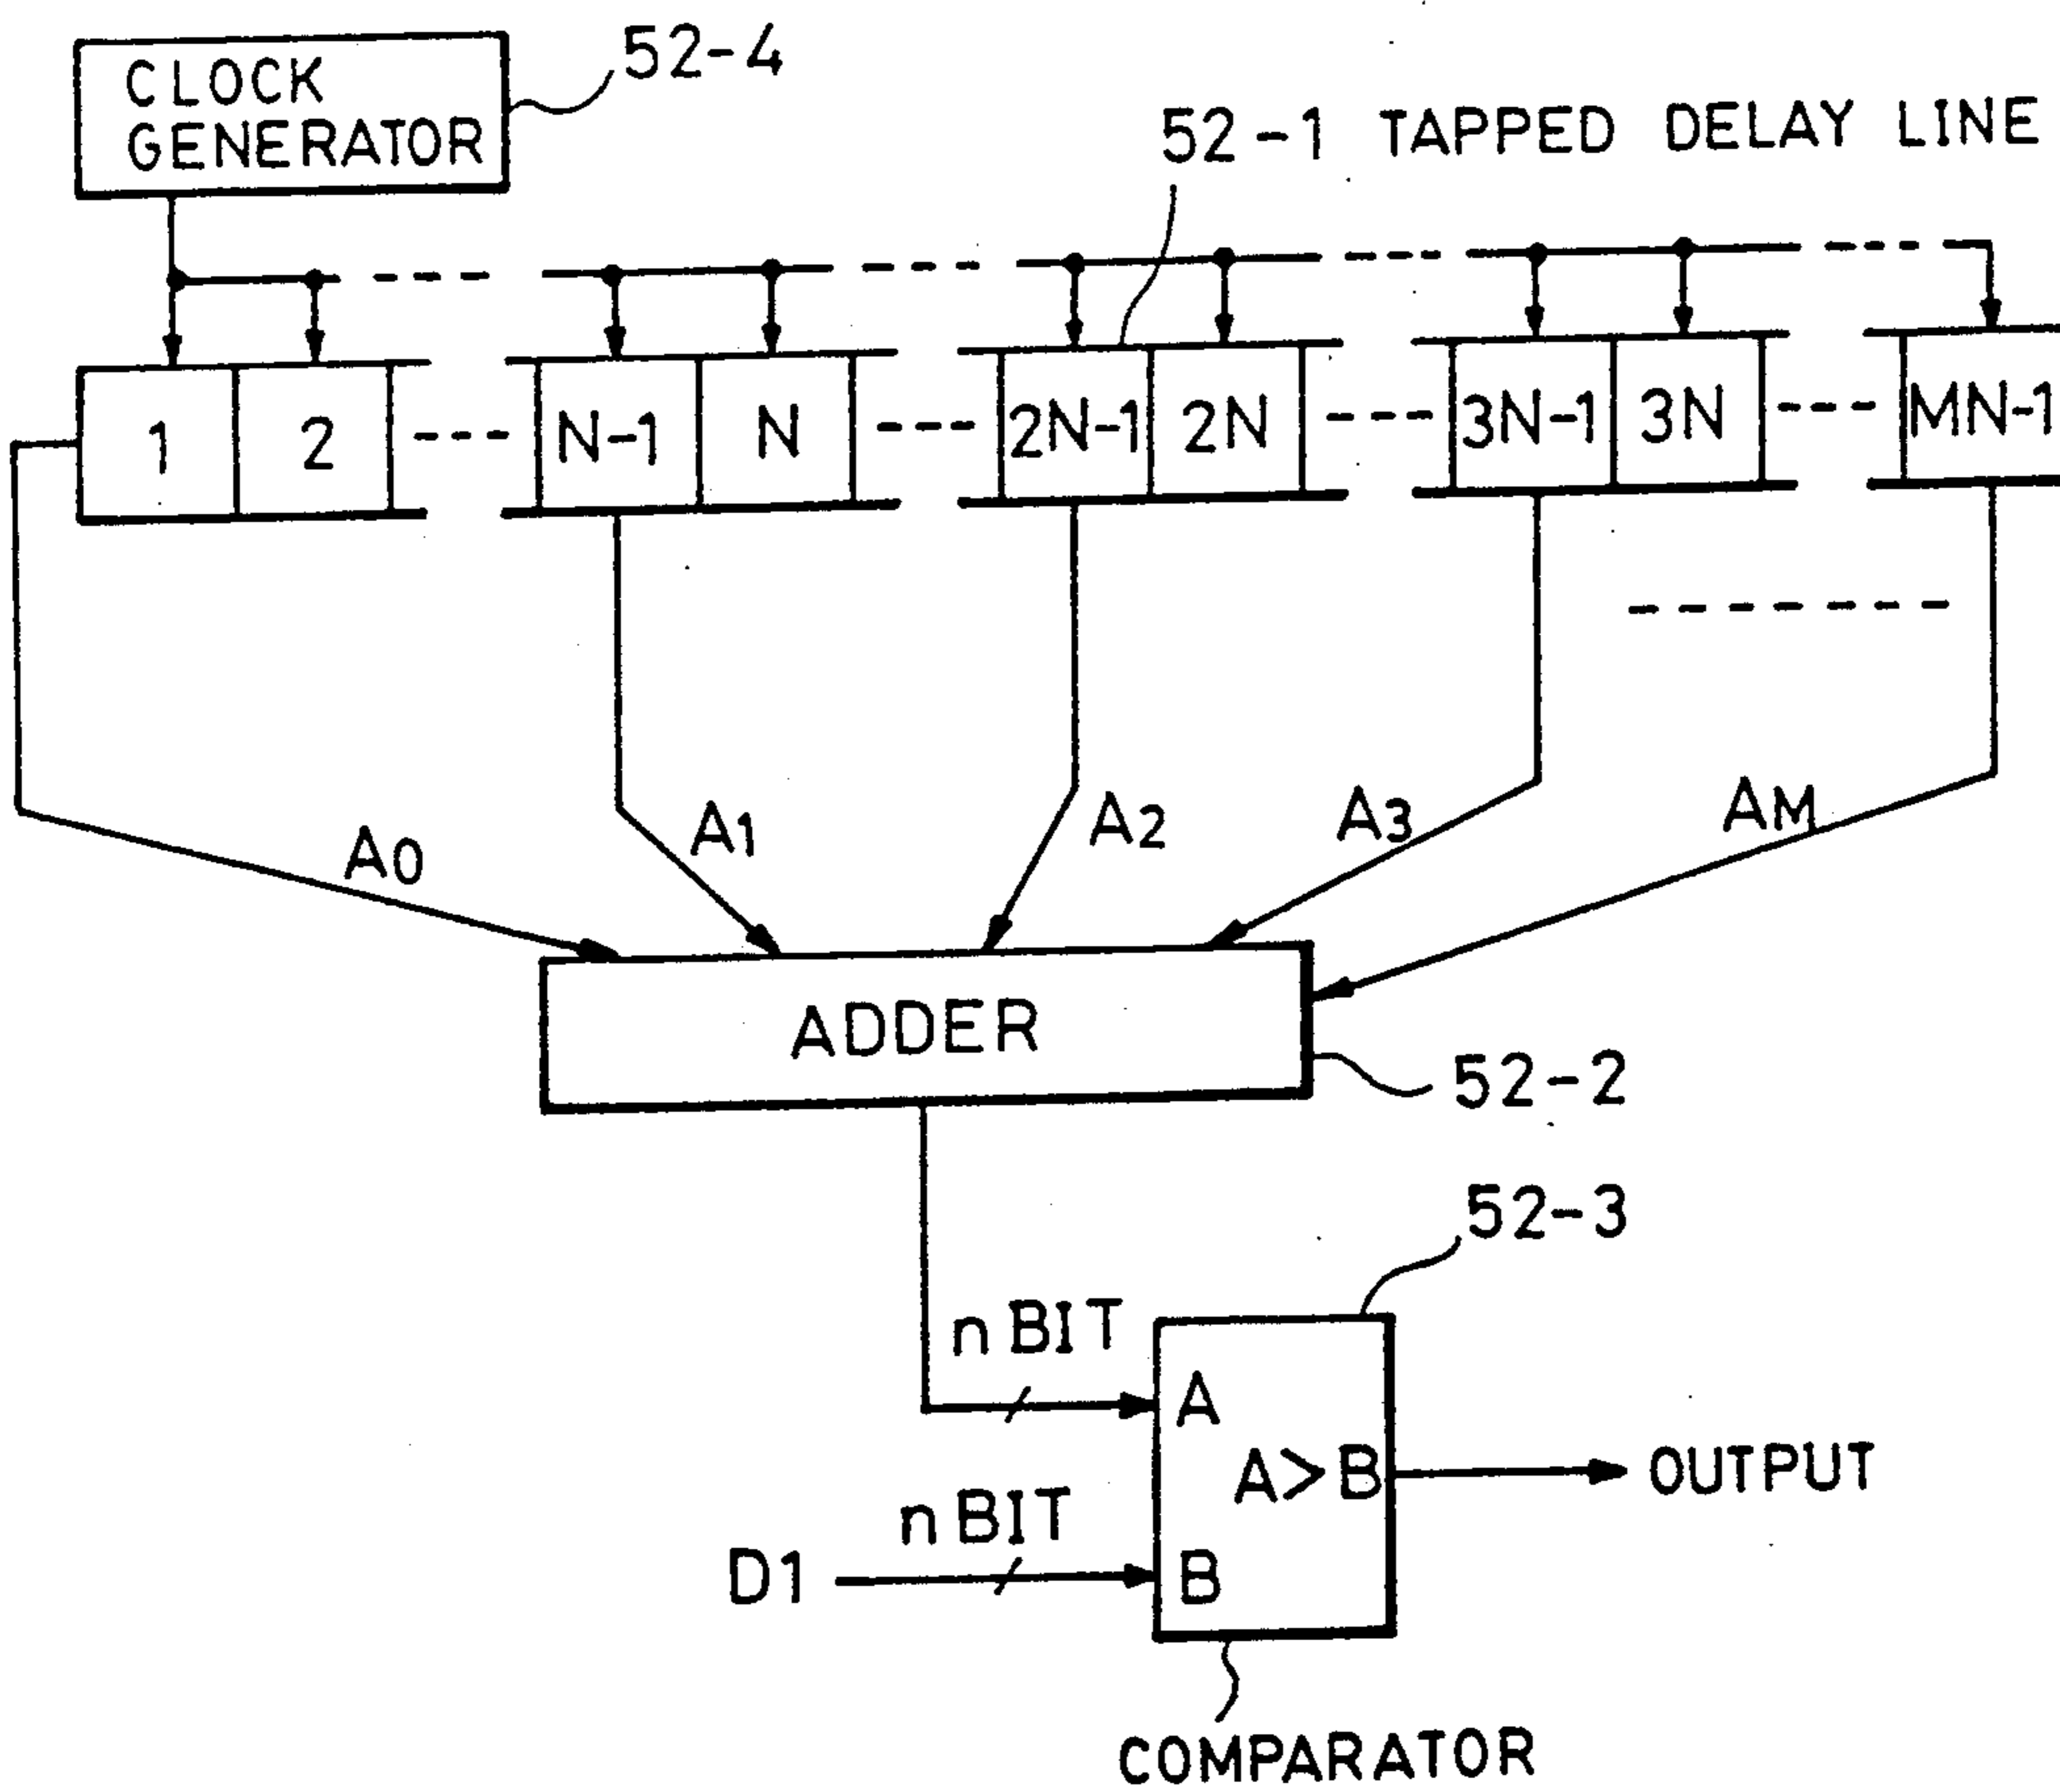 CLOCK
GENERATOR
52-4
52-1 TAPPED DELAY LINE
1 2 N-1 N 2N-1 2N 3N-1 3N MN-1
A0 A1 A2 A3 AM
ADDER
52-2
52-3
n BIT
A
A>B
OUTPUT
n BIT
D1
B
COMPARATOR